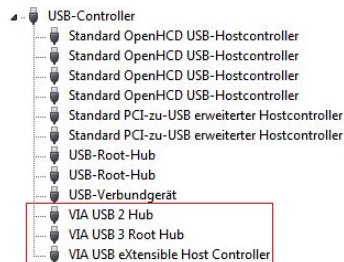 USB-Controller
Standard OpenHCD USB-Hostcontroller
Standard OpenHCD USB-Hostcontroller
Standard OpenHCD USB-Hostcontroller
Standard OpenHCD USB-Hostcontroller
Standard PCI-zu-USB erweiterter Hostcontroller
Standard PCI-zu-USB erweiterter Hostcontroller
USB-Root-Hub
USB-Root-Hub
USB-Verbundgerät
VIA USB 2 Hub
VIA USB 3 Root Hub
VIA USB eXtensible Host Controller